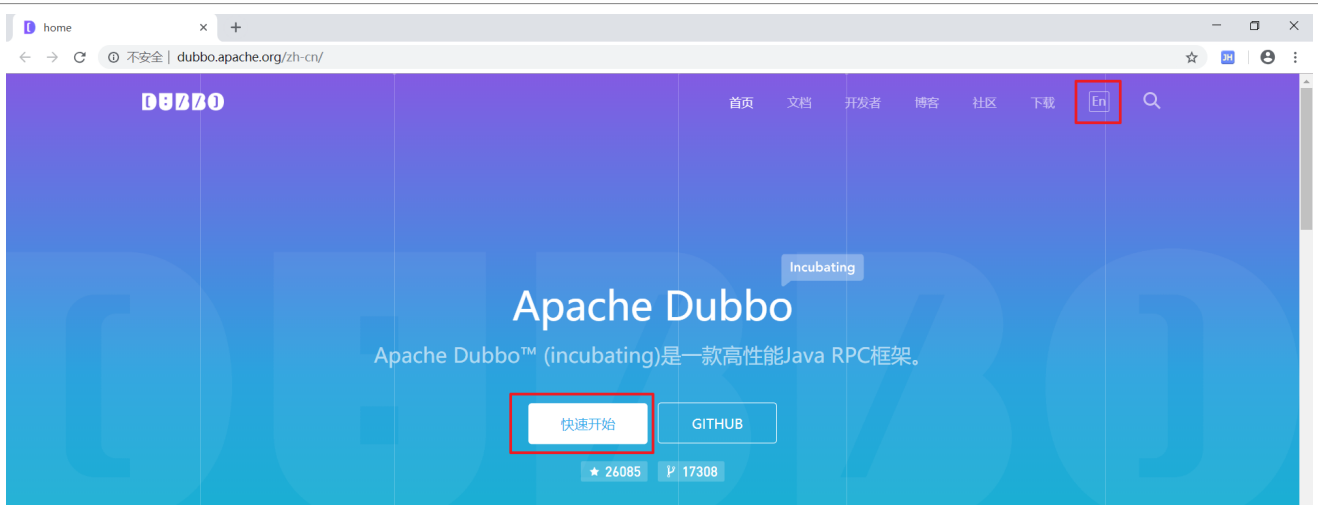 home
不安全 | dubbo.apache.org/zh-cn/
JH
DUBBO
首页 文档 开发者 博客 社区 下载 En
Incubating
Apache Dubbo
Apache Dubbo™ (incubating)是一款高性能Java RPC框架。
快速开始 GITHUB
26085 17308
DUBBO